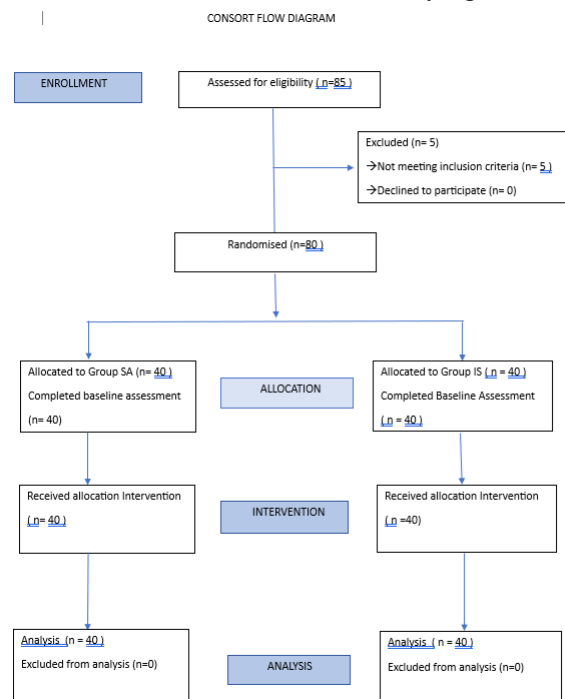 CONSORT FLOW DIAGRAM
ENROLLMENT
Assessed for eligibility ( n=85 )
Excluded (n= 5)
→Not meeting inclusion criteria (n= 5 )
→Declined to participate (n= 0)
Randomised (n=80 )
Allocated to Group SA (n= 40 )
Completed baseline assessment
(n= 40)
ALLOCATION
Allocated to Group IS ( n = 40 )
Completed Baseline Assessment
( n = 40 )
Received allocation Intervention
( n= 40 )
INTERVENTION
Received allocation Intervention
( n =40)
Analysis (n = 40 )
Excluded from analysis (n=0)
ANALYSIS
Analysis ( n = 40 )
Excluded from analysis (n=0)